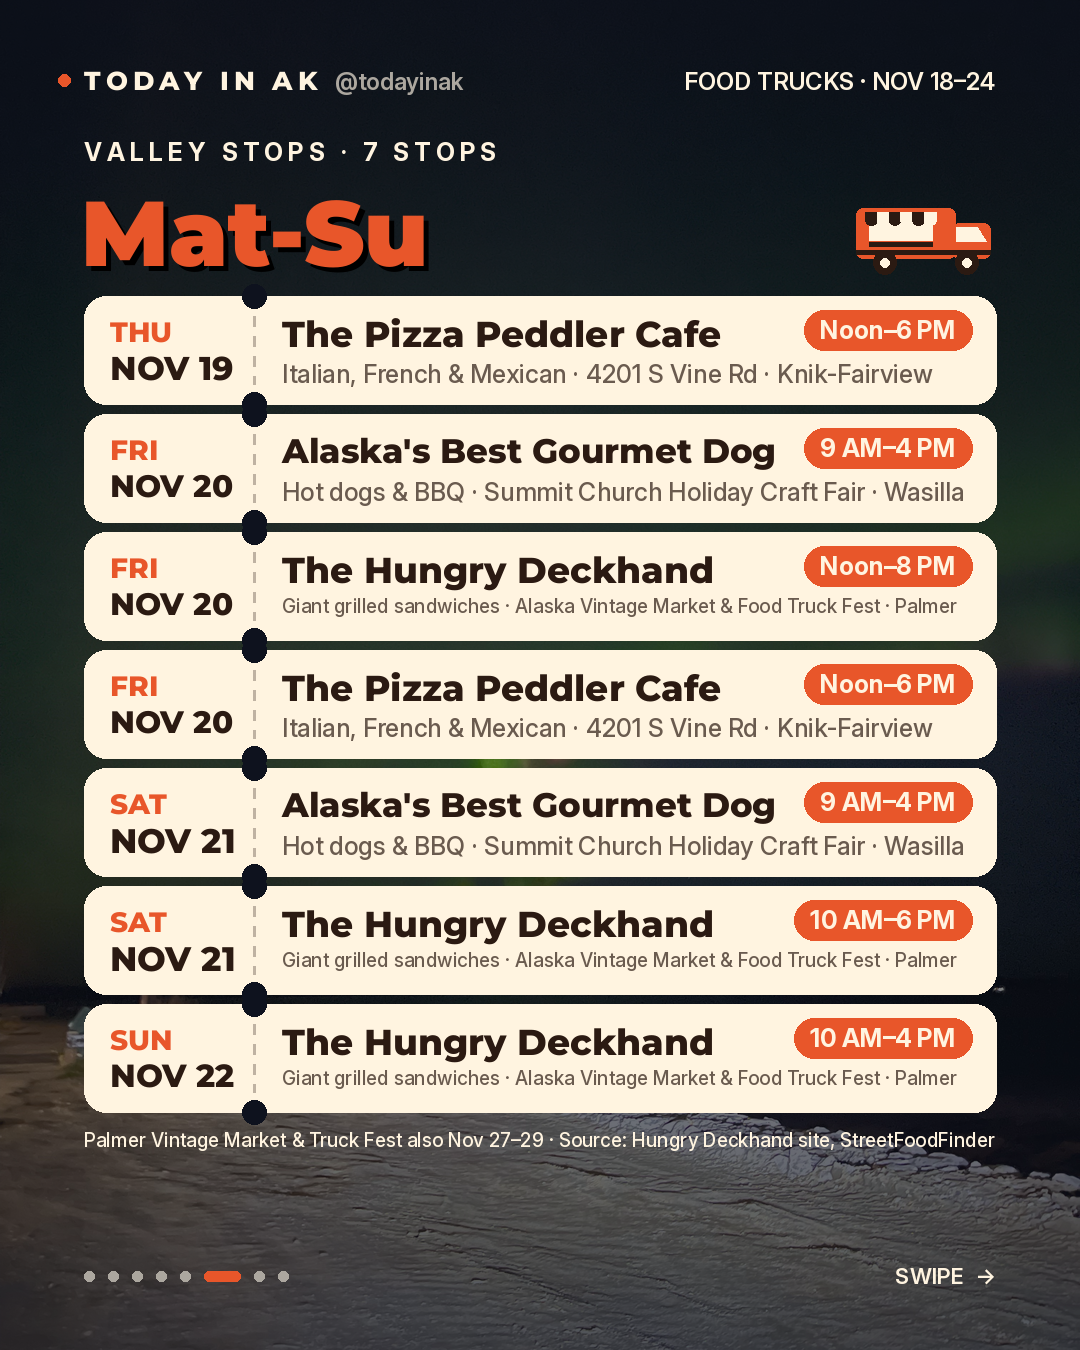 TODAY IN AK @todayinak
FOOD TRUCKS · NOV 18–24
VALLEY STOPS · 7 STOPS
Mat-Su
THU
NOV 19
The Pizza Peddler Cafe
Noon–6 PM
Italian, French & Mexican · 4201 S Vine Rd · Knik-Fairview
FRI
NOV 20
Alaska's Best Gourmet Dog
9 AM–4 PM
Hot dogs & BBQ · Summit Church Holiday Craft Fair · Wasilla
FRI
NOV 20
The Hungry Deckhand
Noon–8 PM
Giant grilled sandwiches · Alaska Vintage Market & Food Truck Fest · Palmer
FRI
NOV 20
The Pizza Peddler Cafe
Noon–6 PM
Italian, French & Mexican · 4201 S Vine Rd · Knik-Fairview
SAT
NOV 21
Alaska's Best Gourmet Dog
9 AM–4 PM
Hot dogs & BBQ · Summit Church Holiday Craft Fair · Wasilla
SAT
NOV 21
The Hungry Deckhand
10 AM–6 PM
Giant grilled sandwiches · Alaska Vintage Market & Food Truck Fest · Palmer
SUN
NOV 22
The Hungry Deckhand
10 AM–4 PM
Giant grilled sandwiches · Alaska Vintage Market & Food Truck Fest · Palmer
Palmer Vintage Market & Truck Fest also Nov 27–29 · Source: Hungry Deckhand site, StreetFoodFinder
SWIPE →